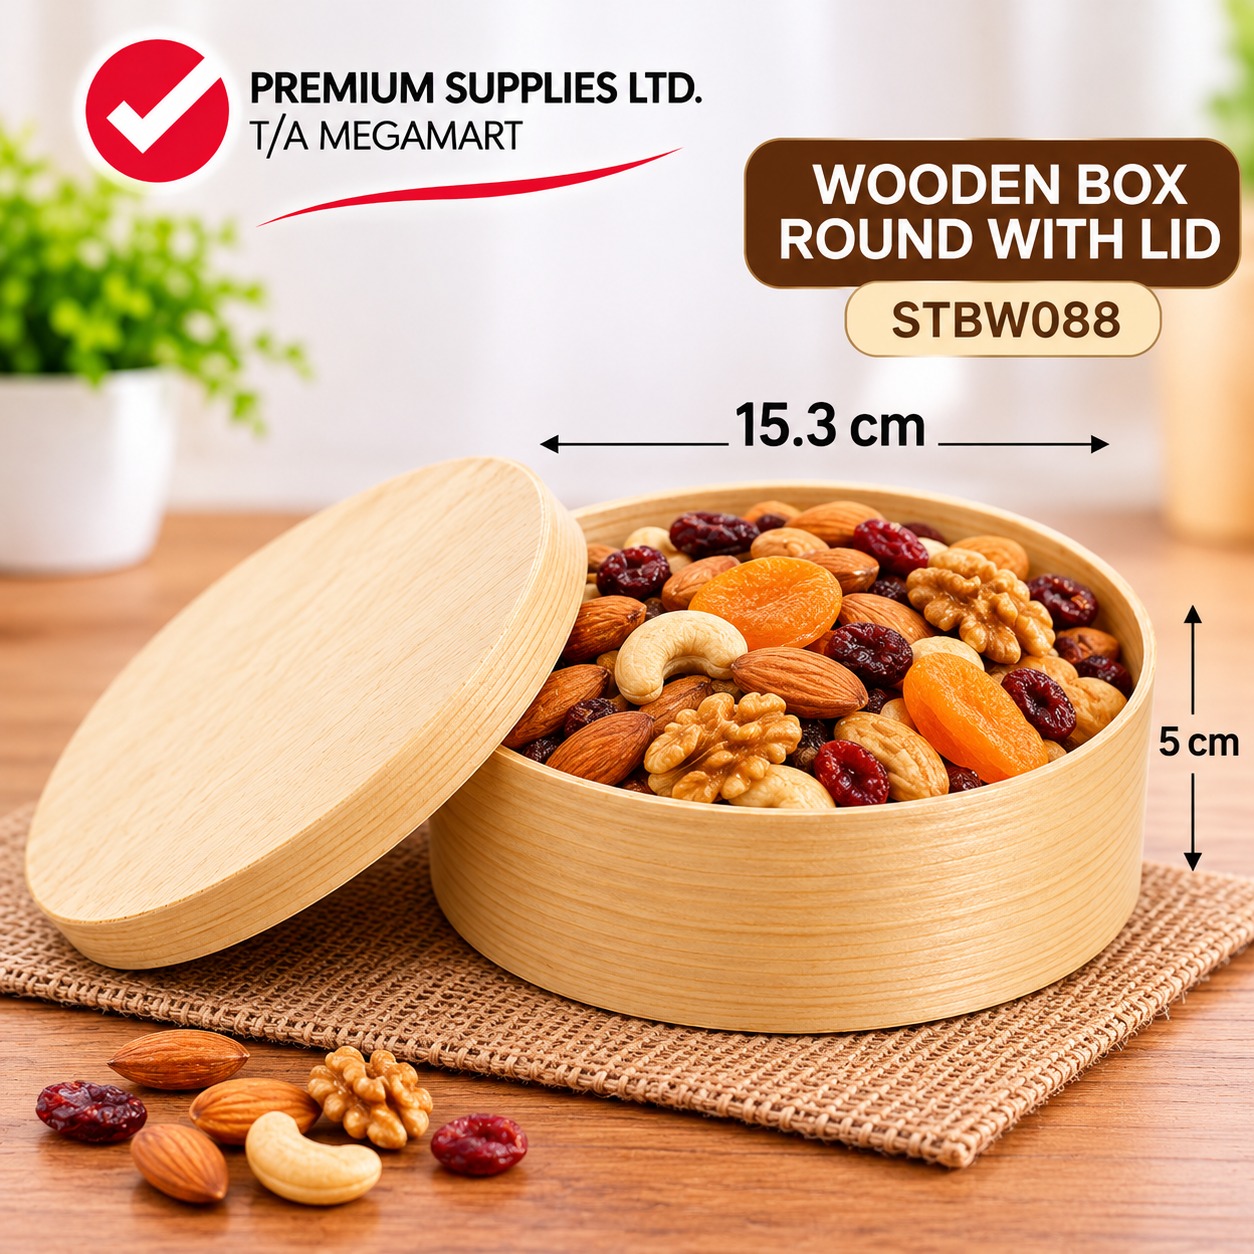 PREMIUM SUPPLIES LTD.
T/A MEGAMART
WOODEN BOX
ROUND WITH LID
STBW088
15.3 cm
5 cm